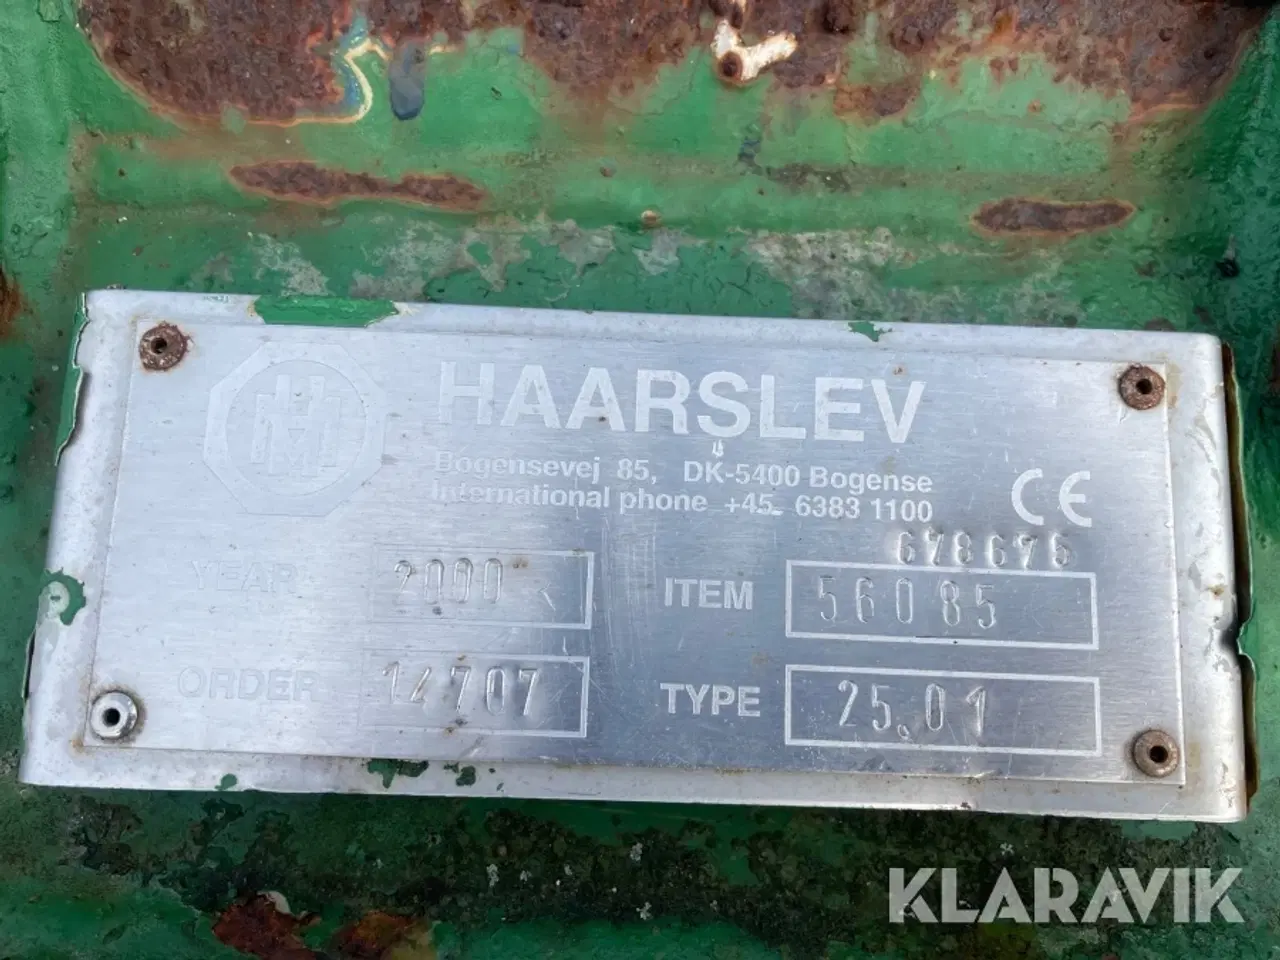 HAARSLEV
Bogensevej 85, DK-5400 Bogense
International phone +45 6383 1100
CE
678675
YEAR 2000 ITEM 56085
ORDER 14707 TYPE 25.01
KLARAVIK